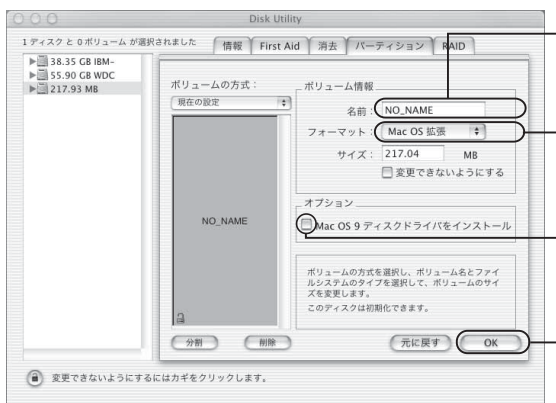 Disk Utility
1 ディスク と 0 ボリューム が選択されました
情報
First Aid
消去
パーティション
RAID
38.35 GB IBM-
55.90 GB WDC
217.93 MB
ボリュームの方式：
現在の設定
NO_NAME
分割
削除
ボリューム情報
名前： NO_NAME
フォーマット： Mac OS 拡張
サイズ： 217.04 MB
変更できないようにする
オプション
Mac OS 9 ディスクドライバをインストール
ボリュームの方式を選択し、ボリューム名とファイ
ルシステムのタイプを選択して、ボリュームのサイ
ズを変更します。
このディスクは初期化できます。
元に戻す
OK
変更できないようにするにはカギをクリックします。